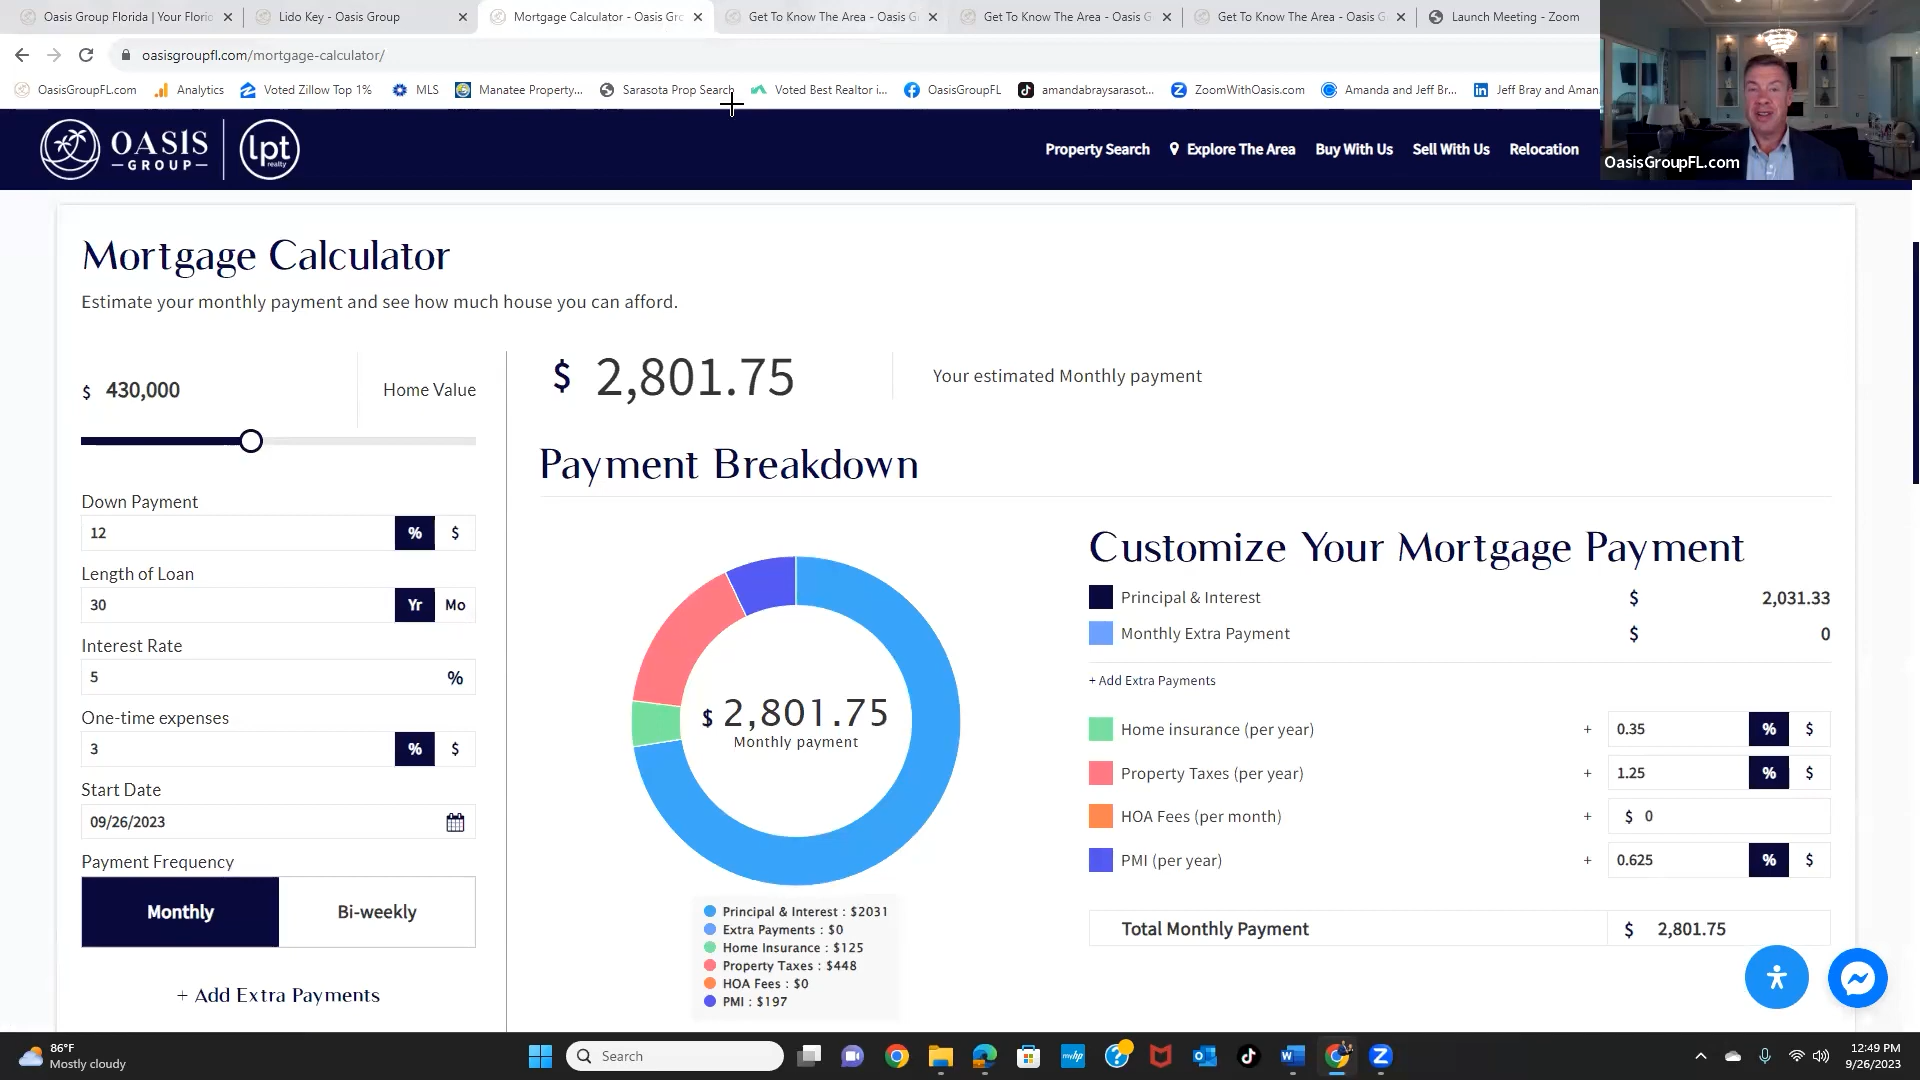 Oasis Group Florida | Your Flori
Lido Key - Oasis Group
Mortgage Calculator - Oasis Gro
Get To Know The Area - Oasis G
Get To Know The Area - Oasis G
Get To Know The Area - Oasis G
Launch Meeting - Zoom
oasisgroupfl.com/mortgage-calculator/
OasisGroupFL.com
Analytics
Voted Zillow Top 1%
MLS
Manatee Property...
Sarasota Prop Search
Voted Best Realtor i...
OasisGroupFL
amandabraysarasot...
ZoomWithOasis.com
Amanda and Jeff Br...
Jeff Bray and Aman
OASIS
GROUP
lpt
realty
Property Search
Explore The Area
Buy With Us
Sell With Us
Relocation
OasisGroupFL.com
Mortgage Calculator
Estimate your monthly payment and see how much house you can afford.
$ 430,000
Home Value
$ 2,801.75
Your estimated Monthly payment
Payment Breakdown
Down Payment
12 % $
Length of Loan
30 Yr Mo
Interest Rate
5 %
One-time expenses
3 % $
Start Date
09/26/2023
Payment Frequency
Monthly
Bi-weekly
+ Add Extra Payments
$ 2,801.75
Monthly payment
Principal & Interest : $2031
Extra Payments : $0
Home Insurance : $125
Property Taxes : $448
HOA Fees : $0
PMI : $197
Customize Your Mortgage Payment
Principal & Interest $ 2,031.33
Monthly Extra Payment $ 0
+ Add Extra Payments
Home insurance (per year) + 0.35 % $
Property Taxes (per year) + 1.25 % $
HOA Fees (per month) + $ 0
PMI (per year) + 0.625 % $
Total Monthly Payment $ 2,801.75
86°F
Mostly cloudy
Search
myhp
12:49 PM
9/26/2023